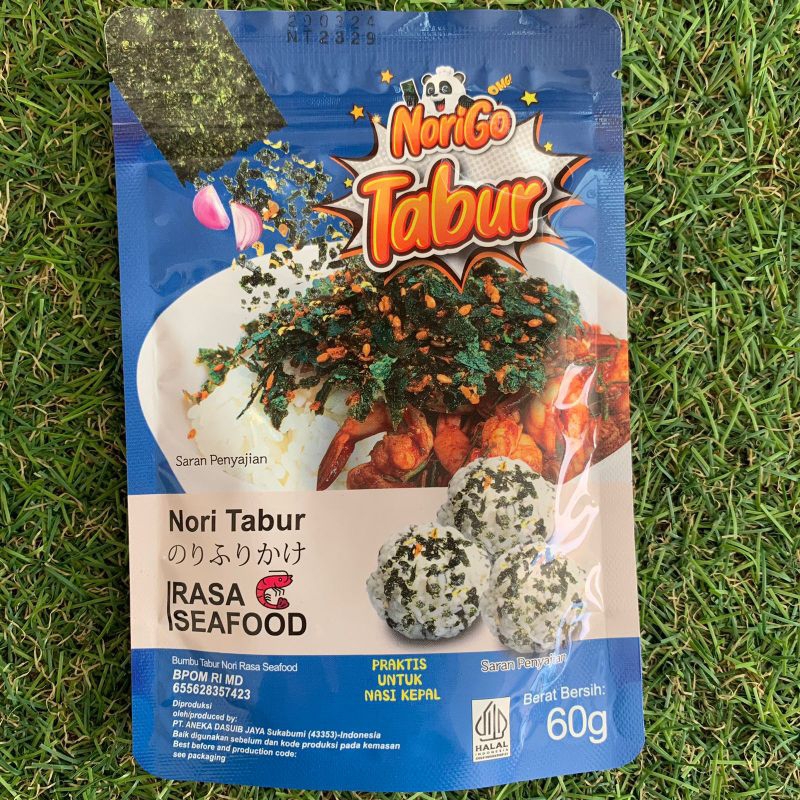 200324
NT2329
OMG!
NoriGo
Tabur
Saran Penyajian
Nori Tabur
のりふりかけ
RASA
SEAFOOD
Saran Penyajian
Bumbu Tabur Nori Rasa Seafood
BPOM RI MD
655628357423
Diproduksi
oleh/produced by:
PT. ANEKA DASUIB JAYA Sukabumi (43353)-Indonesia
Baik digunakan sebelum dan kode produksi pada kemasan
Best before and production code:
see packaging
PRAKTIS
UNTUK
NASI KEPAL
HALAL
INDONESIA
Berat Bersih:
60g